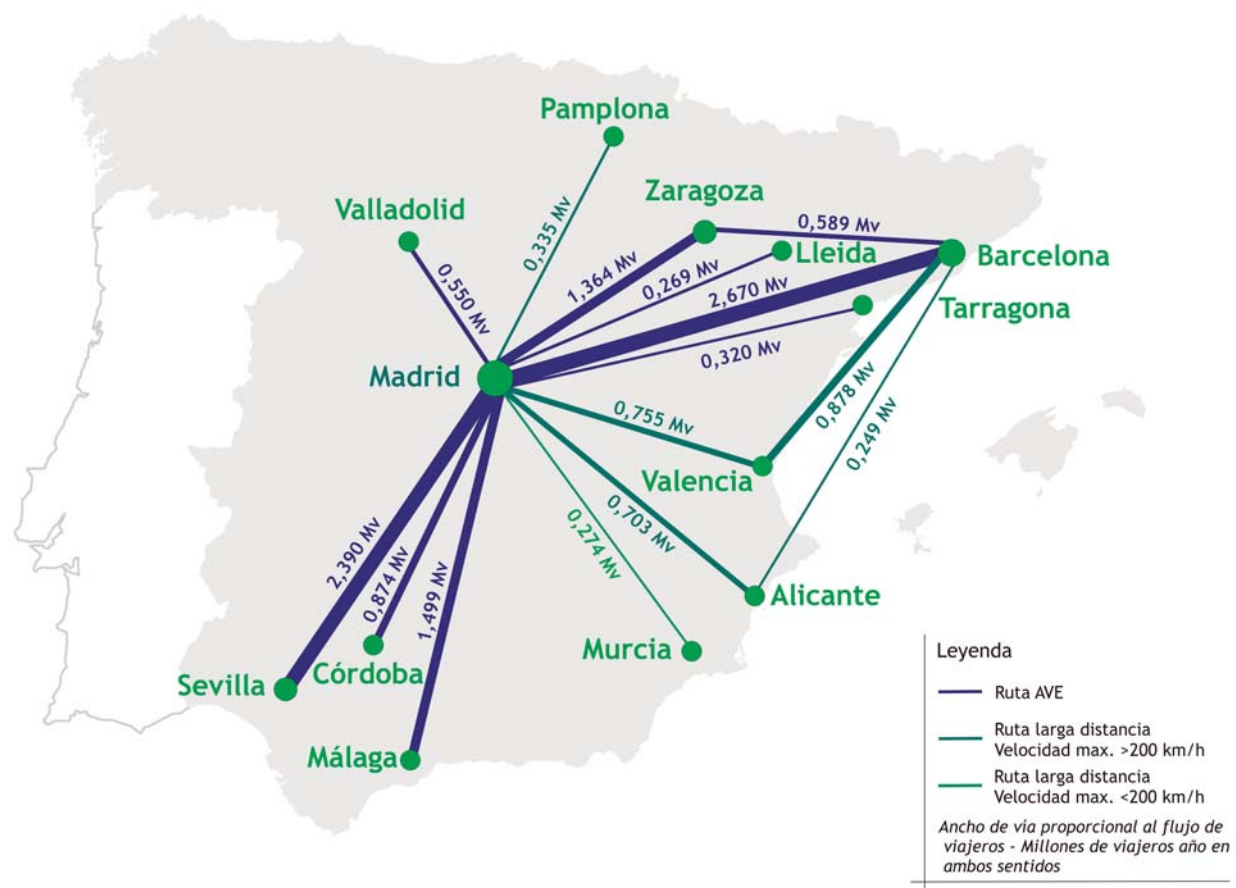 Pamplona
Zaragoza
Valladolid
0,335 Mv
0,589 Mv
Lleida
Barcelona
1,364 Mv
0,269 Mv
0,550 Mv
2,670 Mv
Tarragona
0,320 Mv
Madrid
0,755 Mv
0,878 Mv
0,249 Mv
Valencia
0,703 Mv
0,274 Mv
2,390 Mv
0,874 Mv
1,499 Mv
Alicante
Murcia
Córdoba
Sevilla
Málaga
Leyenda
Ruta AVE
Ruta larga distancia
Velocidad max. >200 km/h
Ruta larga distancia
Velocidad max. <200 km/h
Ancho de via proporcional al flujo de
viajeros - Millones de viajeros año en
ambos sentidos